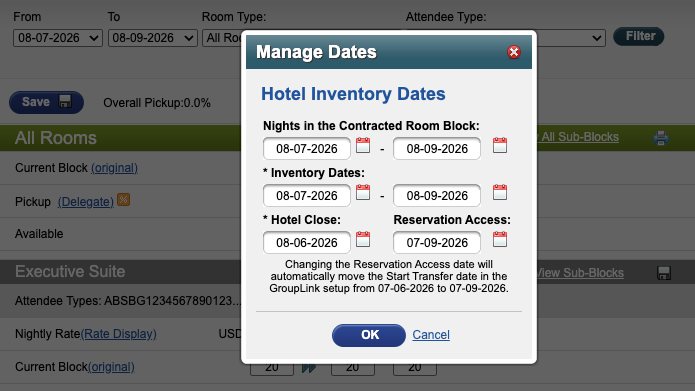 From To Room Type: Attendee Type:
08-07-2026 08-09-2026 All Filter
Manage Dates
Hotel Inventory Dates
Save Overall Pickup:0.0%
Nights in the Contracted Room Block:
All Rooms All Sub-Blocks
08-07-2026 - 08-09-2026
Current Block (original)
* Inventory Dates:
08-07-2026 - 08-09-2026
Pickup (Delegate) %
* Hotel Close: Reservation Access:
Available
08-06-2026 07-09-2026
Changing the Reservation Access date will
automatically move the Start Transfer date in the
GroupLink setup from 07-06-2026 to 07-09-2026.
Executive Suite View Sub-Blocks
Attendee Types: ABSBG1234567890123...
OK Cancel
Nightly Rate(Rate Display) USD
Current Block(original) 20 20 20